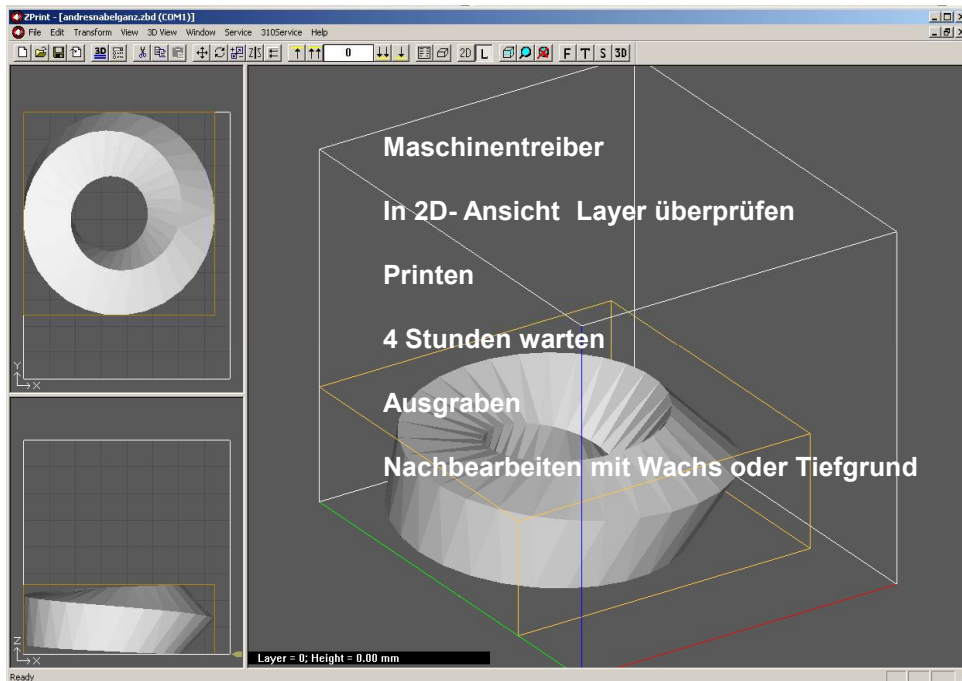 ZPrint - [andresnabelganz.zbd (COM1)]
File Edit Transform View 3D View Window Service 310Service Help
3D Z|S 0 2D L F T S 3D
Maschinentreiber
In 2D- Ansicht Layer überprüfen
Printen
4 Stunden warten
Ausgraben
Nachbearbeiten mit Wachs oder Tiefgrund
Y
X
Z
X
Layer = 0; Height = 0.00 mm
Ready